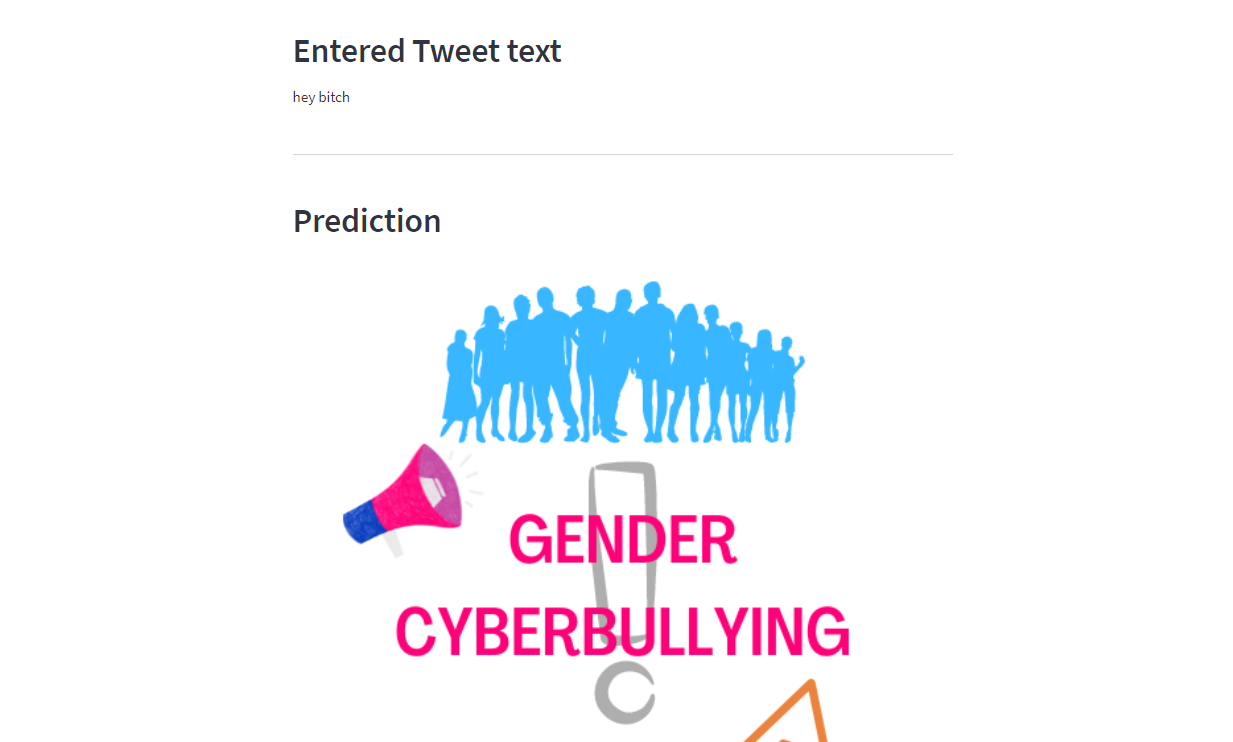 Entered Tweet text
hey bitch
Prediction
GENDER
CYBERBULLYING